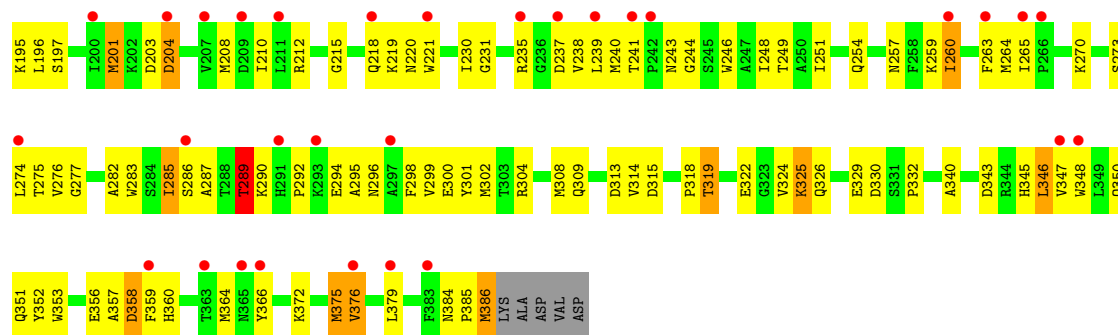 K195 L196 S197 I200 M201 K202 D203 D204 V207 M208 D209 I210 L211 R212 G215 Q218 K219 N220 W221 I230 G231 R235 G236 D237 V238 L239 M240 T241 P242 N243 G244 S245 W246 A247 I248 T249 A250 I251 Q254 N257 F258 K259 I260 F263 M264 I265 P266 K270 S273
L274 T275 V276 G277 A282 W283 S284 I285 S286 A287 T288 T289 K290 H291 P292 K293 E294 A295 N296 A297 F298 V299 E300 Y301 M302 T303 R304 M308 Q309 D313 V314 D315 P318 T319 E322 G323 V324 K325 Q326 E329 D330 S331 P332 A340 D343 R344 H345 L346 V347 W348 L349 D350
Q351 Y352 W353 E356 A357 D358 F359 H360 T363 M364 N365 Y366 K372 M375 V376 L379 F383 N384 P385 M386 LYS ALA ASP VAL ASP